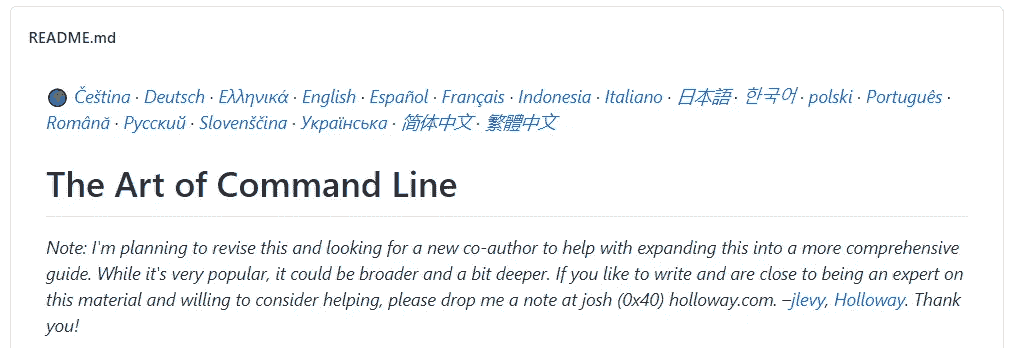 README.md
Čeština · Deutsch · Ελληνικά · English · Español · Français · Indonesia · Italiano · 日本語 · 한국어 · polski · Português ·
Română · Русский · Slovenščina · Українська · 简体中文 · 繁體中文
The Art of Command Line
Note: I'm planning to revise this and looking for a new co-author to help with expanding this into a more comprehensive
guide. While it's very popular, it could be broader and a bit deeper. If you like to write and are close to being an expert on
this material and willing to consider helping, please drop me a note at josh (0x40) holloway.com. –jlevy, Holloway. Thank
you!